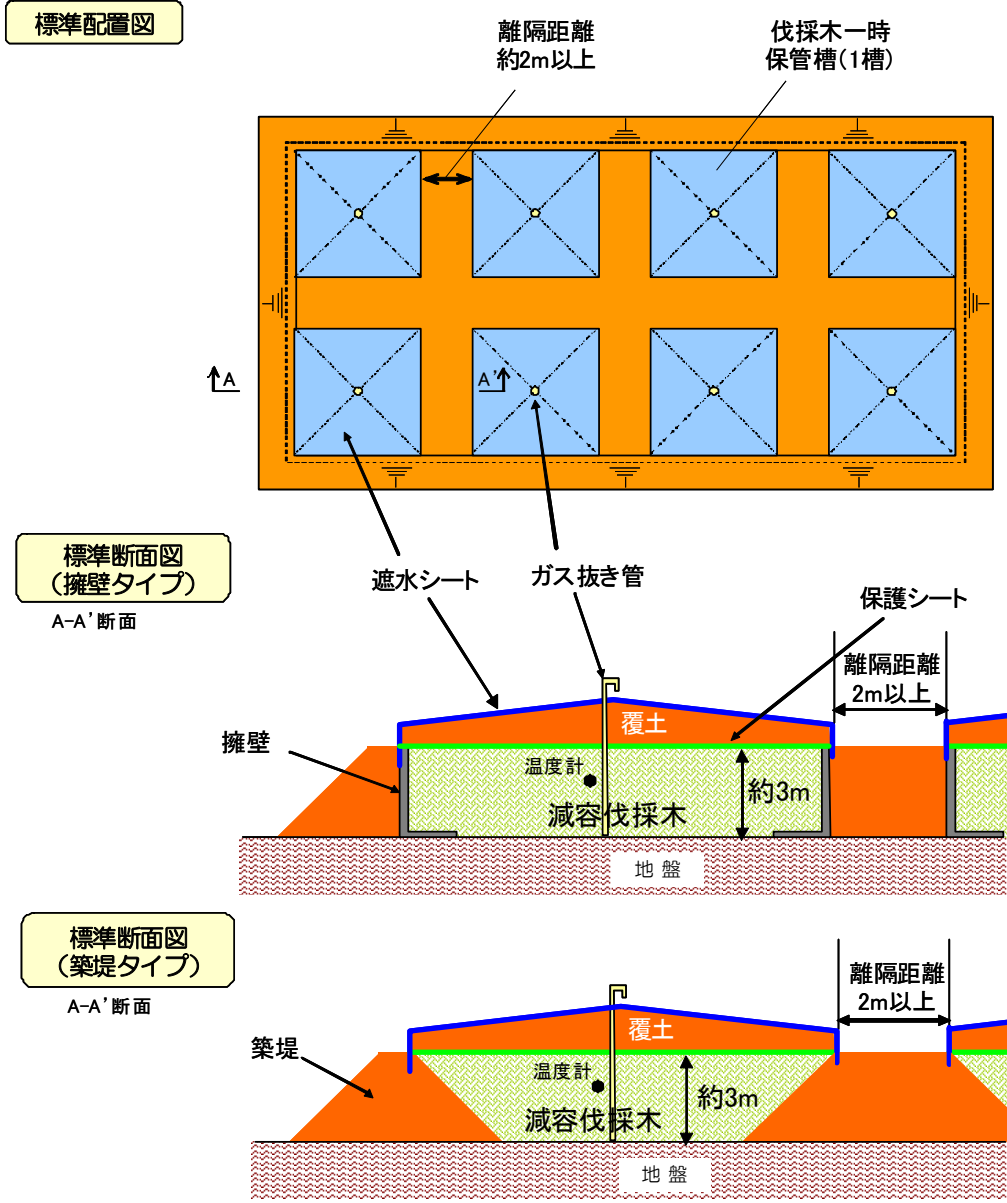 標準配置図
離隔距離
約2m以上
伐採木一時
保管槽(1槽)
A
A'
標準断面図
(擁壁タイプ)
A-A'断面
遮水シート
ガス抜き管
保護シート
離隔距離
2m以上
擁壁
覆土
温度計
約3m
減容伐採木
地盤
標準断面図
(築堤タイプ)
A-A'断面
離隔距離
2m以上
築堤
覆土
温度計
約3m
減容伐採木
地盤